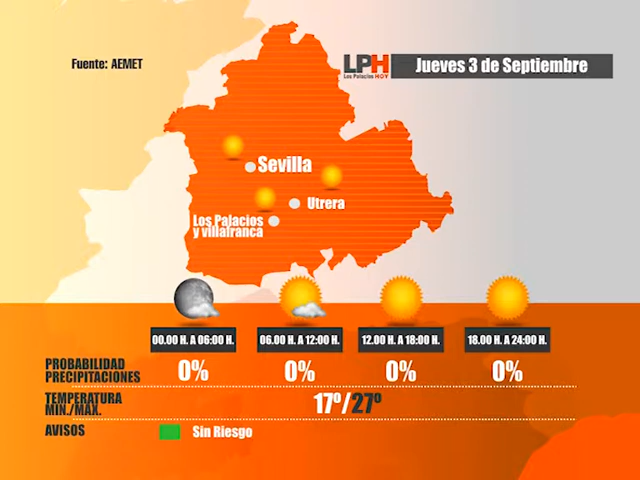 Fuente: AEMET
LPH
Los Palacios HOY
Jueves 3 de Septiembre
Sevilla
Utrera
Los Palacios
y villafranca
00.00 H. A 06:00 H.
06.00 H. A 12:00 H.
12.00 H. A 18:00 H.
18.00 H. A 24:00 H.
PROBABILIDAD
PRECIPITACIONES
0%
0%
0%
0%
TEMPERATURA
MIN./MÁX.
17º/27º
AVISOS
Sin Riesgo